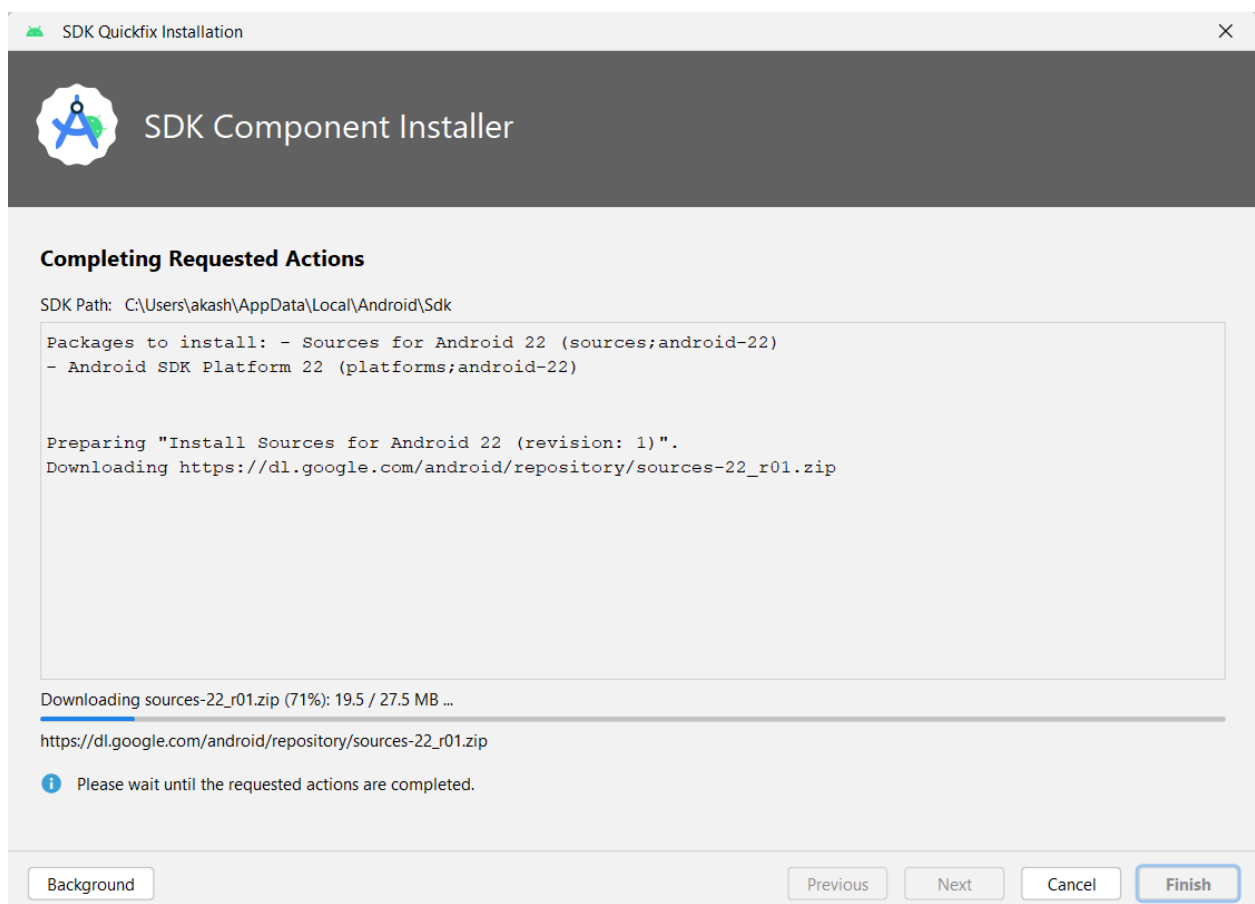 SDK Quickfix Installation
SDK Component Installer
Completing Requested Actions
SDK Path: C:\Users\akash\AppData\Local\Android\Sdk
Packages to install: - Sources for Android 22 (sources;android-22)
- Android SDK Platform 22 (platforms;android-22)
Preparing "Install Sources for Android 22 (revision: 1)".
Downloading https://dl.google.com/android/repository/sources-22_r01.zip
Downloading sources-22_r01.zip (71%): 19.5 / 27.5 MB ...
https://dl.google.com/android/repository/sources-22_r01.zip
Please wait until the requested actions are completed.
Background Previous Next Cancel Finish